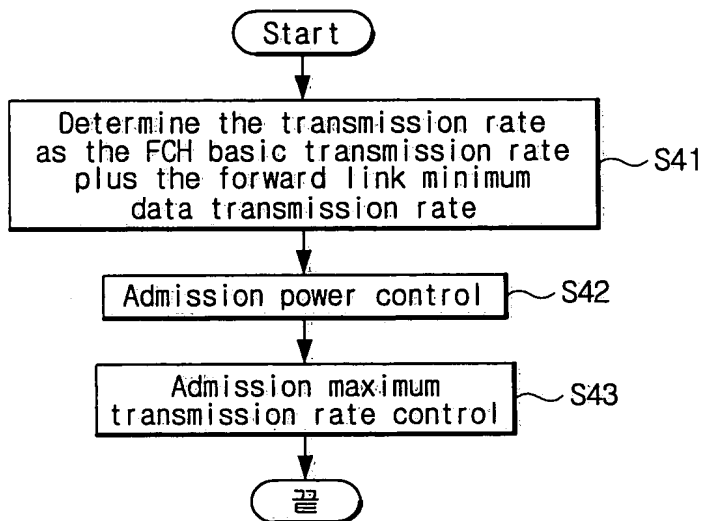 Start
Determine the transmission rate
as the FCH basic transmission rate
plus the forward link minimum
data transmission rate
S41
Admission power control
S42
Admission maximum
transmission rate control
S43
끝